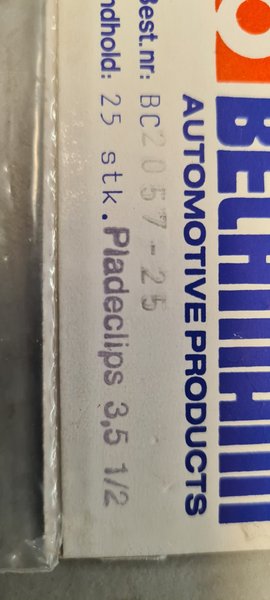 AUTOMOTIVE PRODUCTS
Best.nr: BC2057-25
ndhold: 25 stk. Pladeclips 3,5 1/2